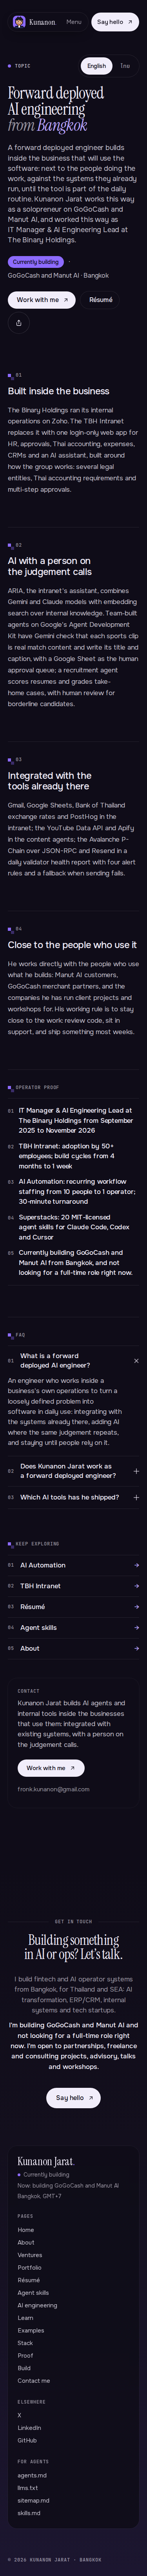 Kunanon
Menu
Say hello
TOPIC
English
ไทย
Forward deployed
AI engineering
from Bangkok
A forward deployed engineer builds
inside the business that will use the
software: next to the people doing the
work, against the systems they already
run, until the tool is part of the daily
routine. Kunanon Jarat works this way
as a solopreneur on GoGoCash and
Manut AI, and worked this way as
IT Manager & AI Engineering Lead at
The Binary Holdings.
Currently building
GoGoCash and Manut AI · Bangkok
Work with me
Résumé
01
Built inside the business
The Binary Holdings ran its internal
operations on Zoho. The TBH Intranet
replaces it with one login-only web app for
HR, approvals, Thai accounting, expenses,
CRMs and an AI assistant, built around
how the group works: several legal
entities, Thai accounting requirements and
multi-step approvals.
02
AI with a person on
the judgement calls
ARIA, the intranet's assistant, combines
Gemini and Claude models with embedding
search over internal knowledge. Team-built
agents on Google's Agent Development
Kit have Gemini check that each sports clip
is real match content and write its title and
caption, with a Google Sheet as the human
approval queue; a recruitment agent
scores resumes and grades take-
home cases, with human review for
borderline candidates.
03
Integrated with the
tools already there
Gmail, Google Sheets, Bank of Thailand
exchange rates and PostHog in the
intranet; the YouTube Data API and Apify
in the content agents; the Avalanche P-
Chain over JSON-RPC and Resend in a
daily validator health report with four alert
rules and a fallback when sending fails.
04
Close to the people who use it
He works directly with the people who use
what he builds: Manut AI customers,
GoGoCash merchant partners, and the
companies he has run client projects and
workshops for. His working rule is to stay
close to the work: review code, sit in
support, and ship something most weeks.
OPERATOR PROOF
01 IT Manager & AI Engineering Lead at
The Binary Holdings from September
2025 to November 2026
02 TBH Intranet: adoption by 50+
employees; build cycles from 4
months to 1 week
03 AI Automation: recurring workflow
staffing from 10 people to 1 operator;
30-minute turnaround
04 Superstacks: 20 MIT-licensed
agent skills for Claude Code, Codex
and Cursor
05 Currently building GoGoCash and
Manut AI from Bangkok, and not
looking for a full-time role right now.
FAQ
01 What is a forward
deployed AI engineer?
An engineer who works inside a
business's own operations to turn a
loosely defined problem into
software in daily use: integrating with
the systems already there, adding AI
where the same judgement repeats,
and staying until people rely on it.
02 Does Kunanon Jarat work as
a forward deployed engineer?
03 Which AI tools has he shipped?
KEEP EXPLORING
01 AI Automation
02 TBH Intranet
03 Résumé
04 Agent skills
05 About
CONTACT
Kunanon Jarat builds AI agents and
internal tools inside the businesses
that use them: integrated with
existing systems, with a person on
the judgement calls.
Work with me
fronk.kunanon@gmail.com
GET IN TOUCH
Building something
in AI or ops? Let's talk.
I build fintech and AI operator systems
from Bangkok, for Thailand and SEA: AI
transformation, ERP/CRM, internal
systems and tech startups.
I'm building GoGoCash and Manut AI and
not looking for a full-time role right
now. I'm open to partnerships, freelance
and consulting projects, advisory, talks
and workshops.
Say hello
Kunanon Jarat.
Currently building
Now: building GoGoCash and Manut AI
Bangkok, GMT+7
PAGES
Home
About
Ventures
Portfolio
Résumé
Agent skills
AI engineering
Learn
Examples
Stack
Proof
Build
Contact me
ELSEWHERE
X
LinkedIn
GitHub
FOR AGENTS
agents.md
llms.txt
sitemap.md
skills.md
© 2026 KUNANON JARAT · BANGKOK